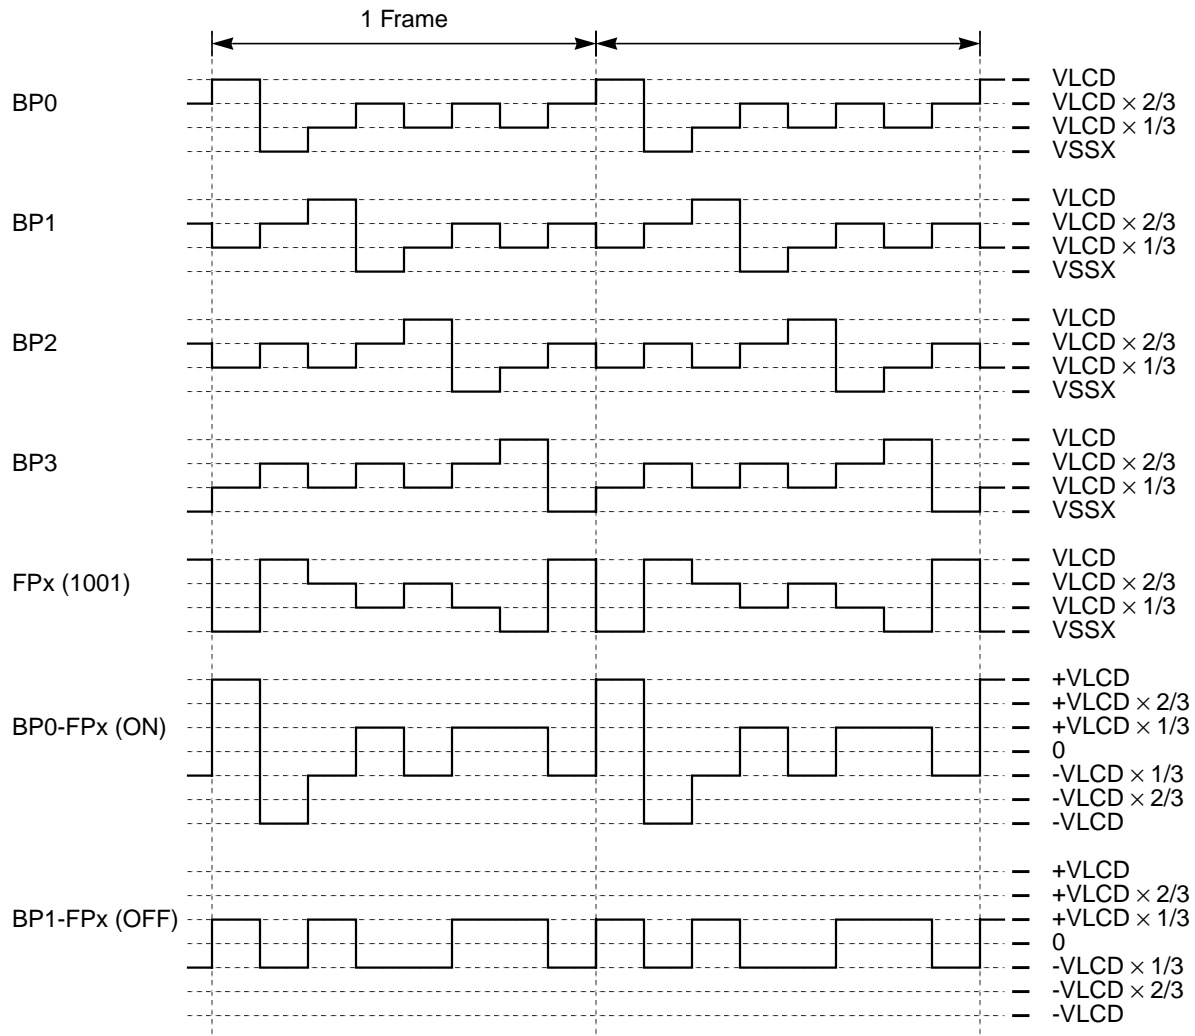 1 Frame
BP0
VLCD
VLCD × 2/3
VLCD × 1/3
VSSX
BP1
VLCD
VLCD × 2/3
VLCD × 1/3
VSSX
BP2
VLCD
VLCD × 2/3
VLCD × 1/3
VSSX
BP3
VLCD
VLCD × 2/3
VLCD × 1/3
VSSX
FPx (1001)
VLCD
VLCD × 2/3
VLCD × 1/3
VSSX
BP0-FPx (ON)
+VLCD
+VLCD × 2/3
+VLCD × 1/3
0
-VLCD × 1/3
-VLCD × 2/3
-VLCD
BP1-FPx (OFF)
+VLCD
+VLCD × 2/3
+VLCD × 1/3
0
-VLCD × 1/3
-VLCD × 2/3
-VLCD